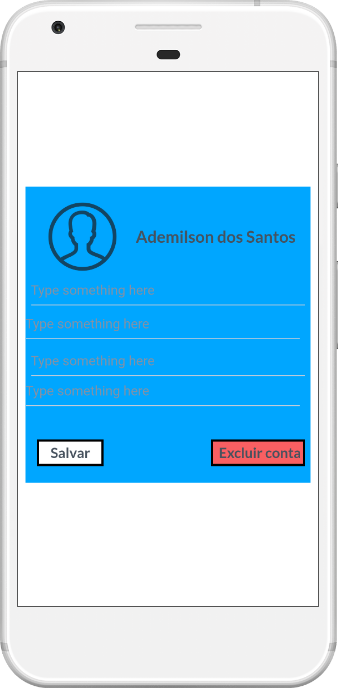 Ademilson dos Santos
Type something here
Type something here
Type something here
Type something here
Salvar
Excluir conta